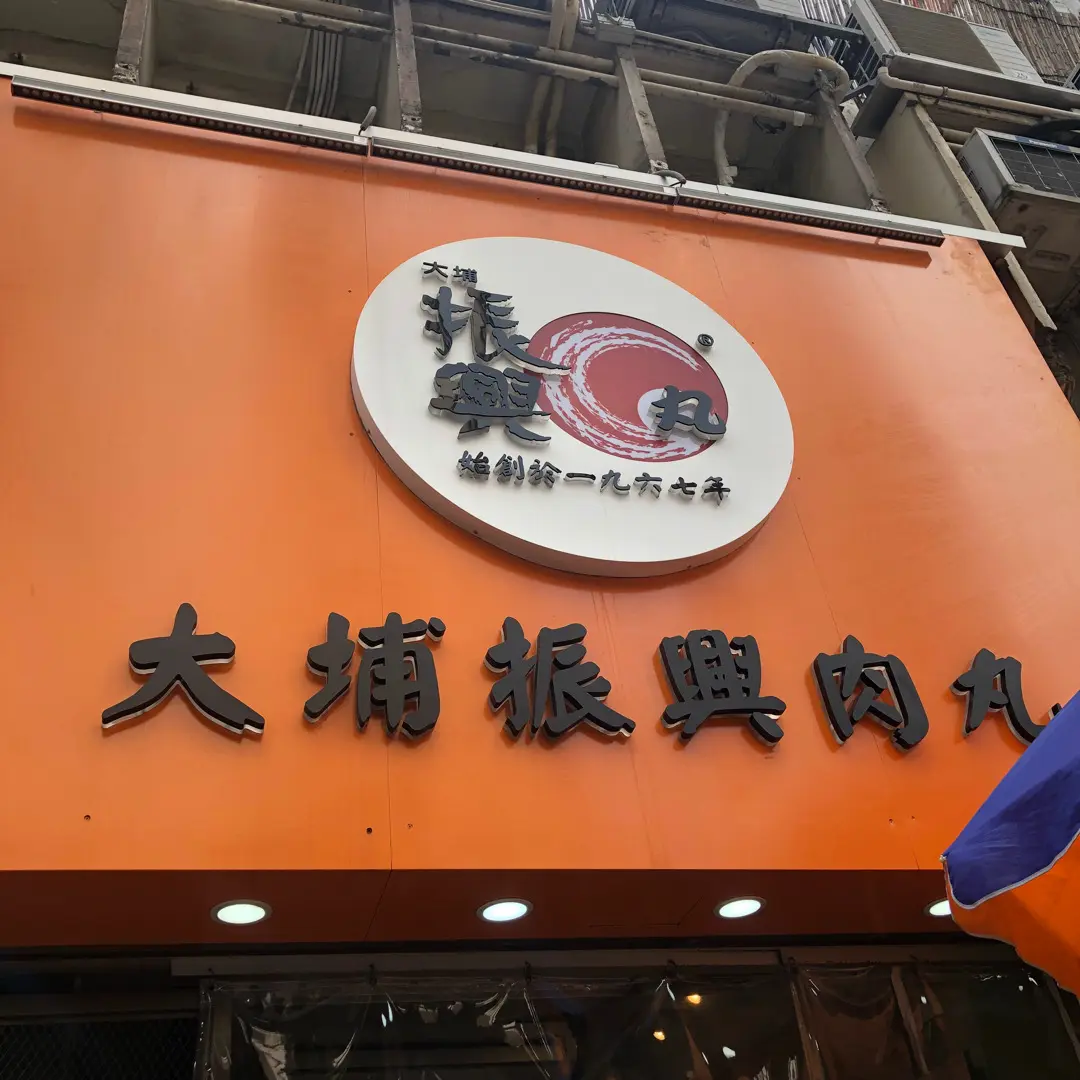 大埔
振興
丸
®
始創於一九六七年
大埔振興肉丸